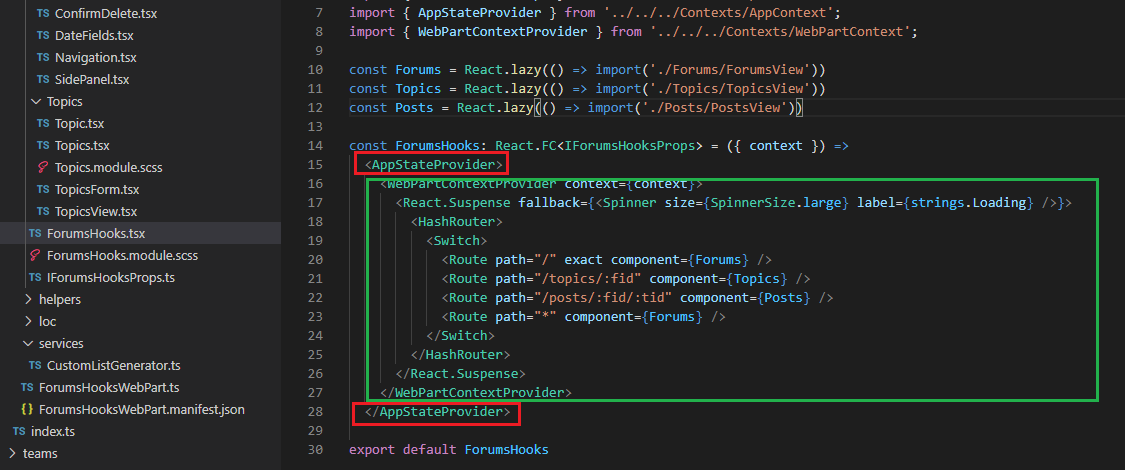 ConfirmDelete.tsx
TS DateFields.tsx
TS Navigation.tsx
TS SidePanel.tsx
Topics
TS Topic.tsx
TS Topics.tsx
Topics.module.scss
TS TopicsForm.tsx
TS TopicsView.tsx
TS ForumsHooks.tsx
ForumsHooks.module.scss
TS IForumsHooksProps.ts
helpers
loc
services
TS CustomListGenerator.ts
TS ForumsHooksWebPart.ts
{} ForumsHooksWebPart.manifest.json
TS index.ts
teams
7 import { AppStateProvider } from '../../../Contexts/AppContext';
8 import { WebPartContextProvider } from '../../../Contexts/WebPartContext';
9
10 const Forums = React.lazy(() => import('./Forums/ForumsView'))
11 const Topics = React.lazy(() => import('./Topics/TopicsView'))
12 const Posts = React.lazy(() => import('./Posts/PostsView'))
13
14 const ForumsHooks: React.FC<IForumsHooksProps> = ({ context }) =>
15 <AppStateProvider>
16 <WebPartContextProvider context={context}>
17 <React.Suspense fallback={<Spinner size={SpinnerSize.large} label={strings.Loading} />}>
18 <HashRouter>
19 <Switch>
20 <Route path="/" exact component={Forums} />
21 <Route path="/topics/:fid" component={Topics} />
22 <Route path="/posts/:fid/:tid" component={Posts} />
23 <Route path="*" component={Forums} />
24 </Switch>
25 </HashRouter>
26 </React.Suspense>
27 </WebPartContextProvider>
28 </AppStateProvider>
29
30 export default ForumsHooks